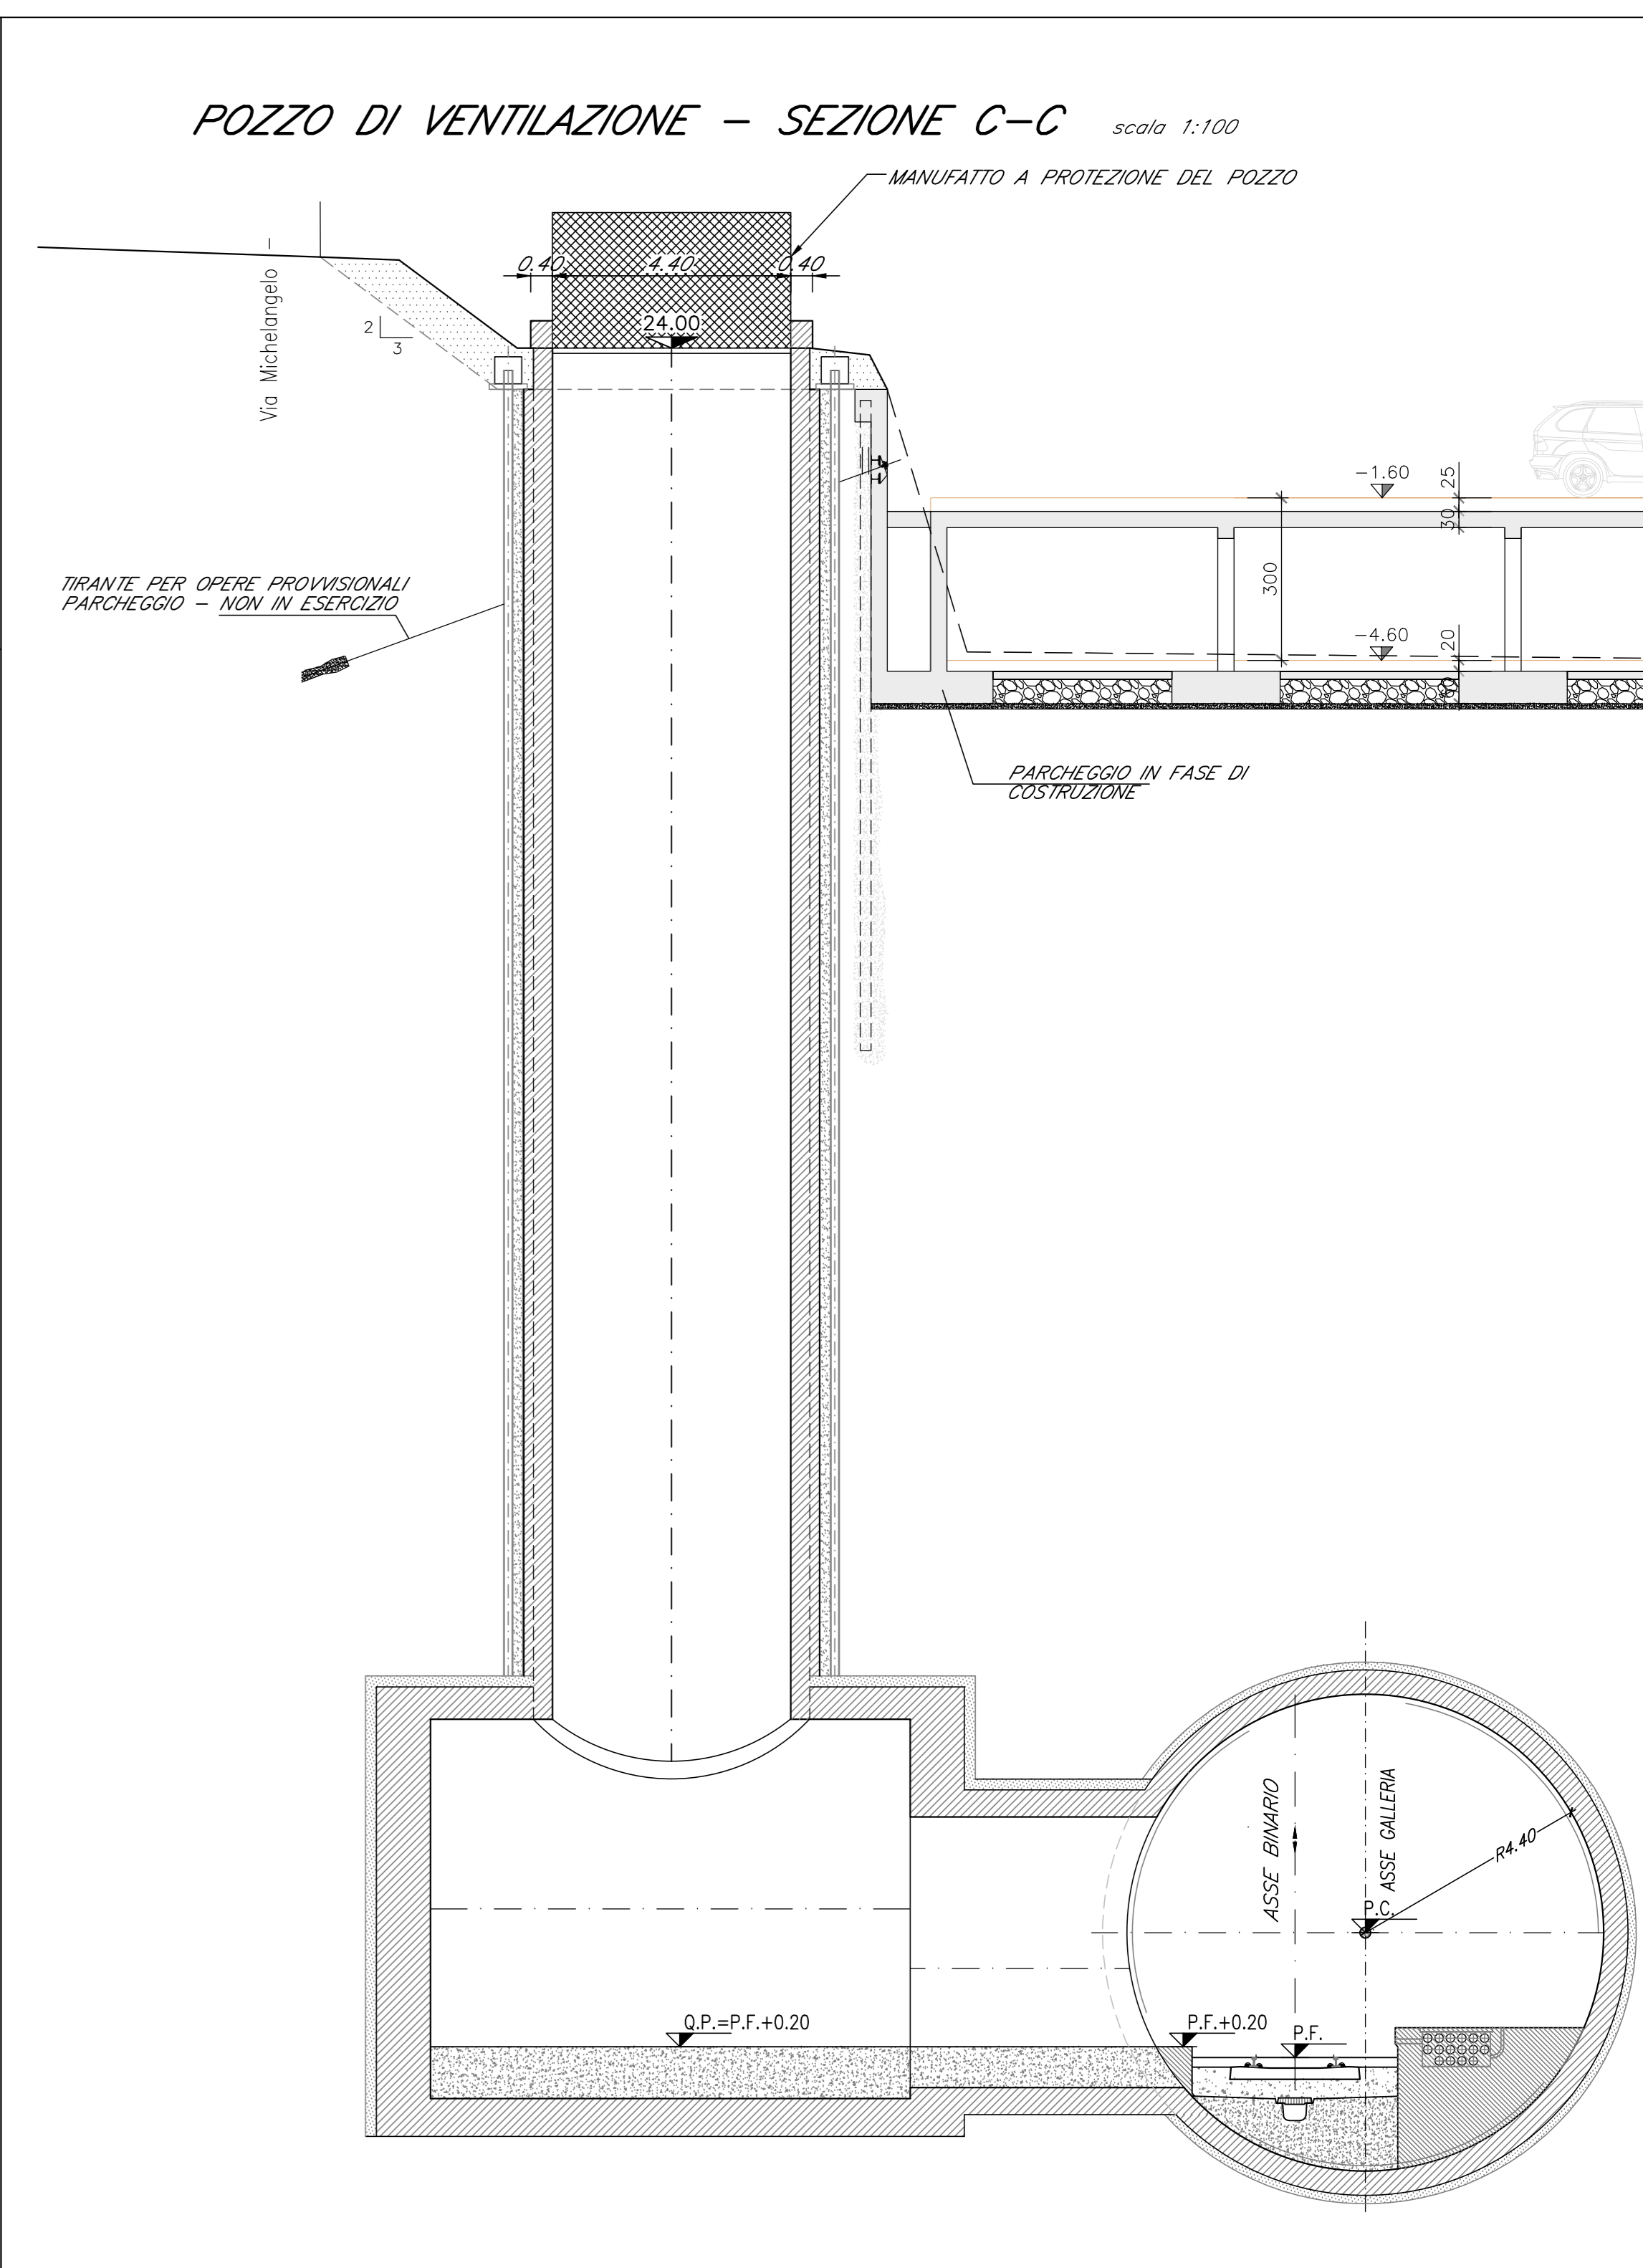 POZZO DI VENTILAZIONE – SEZIONE C–C scala 1:100
MANUFATTO A PROTEZIONE DEL POZZO
0.40 4.40 0.40
24.00
Via Michelangelo –
2
3
–1.60
25
30
300
TIRANTE PER OPERE PROVVISIONALI
PARCHEGGIO – NON IN ESERCIZIO
–4.60
20
PARCHEGGIO IN FASE DI
COSTRUZIONE
ASSE BINARIO
ASSE GALLERIA
R4.40
P.C.
Q.P.=P.F.+0.20
P.F.+0.20
P.F.